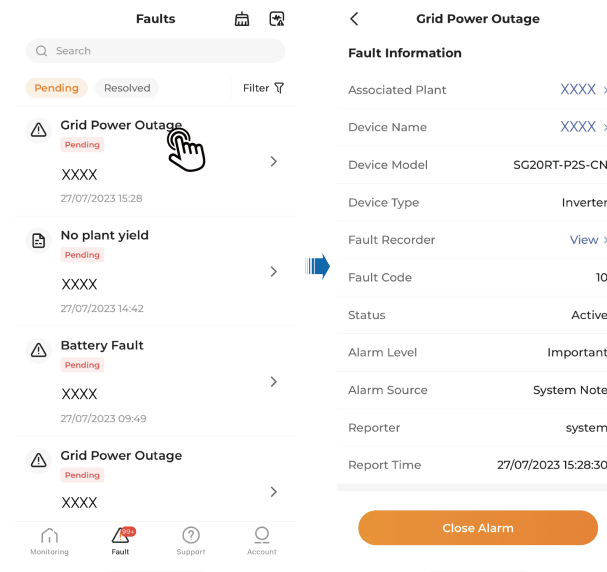 Faults
Search
Pending Resolved Filter
Grid Power Outage
Pending
XXXX
27/07/2023 15:28
No plant yield
Pending
XXXX
27/07/2023 14:42
Battery Fault
Pending
XXXX
27/07/2023 09:49
Grid Power Outage
Pending
XXXX
99+
Monitoring Fault Support Account
Grid Power Outage
Fault Information
Associated Plant XXXX
Device Name XXXX
Device Model SG20RT-P2S-CN
Device Type Inverter
Fault Recorder View
Fault Code 10
Status Active
Alarm Level Important
Alarm Source System Note
Reporter system
Report Time 27/07/2023 15:28:30
Close Alarm